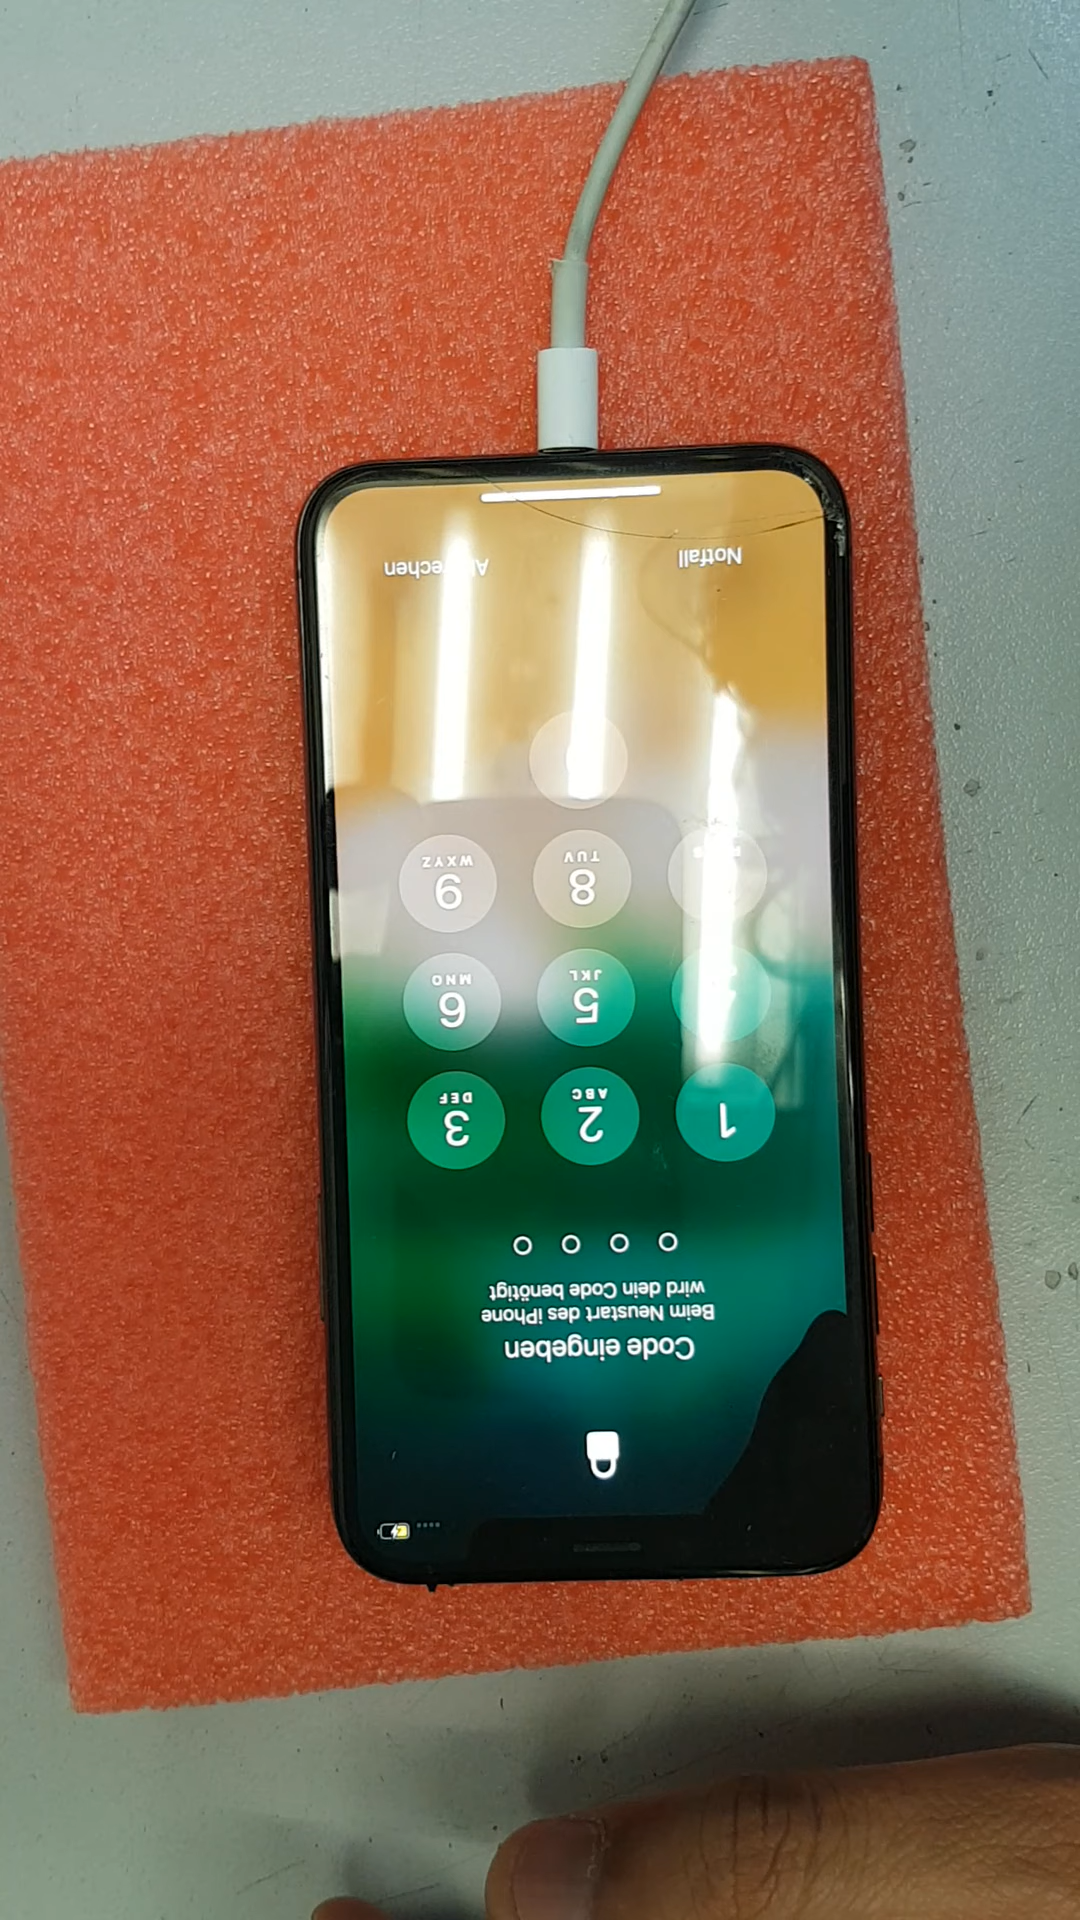 Code eingeben
Beim Neustart des iPhone
wird dein Code benötigt
1
2
ABC
3
DEF
5
JKL
6
MNO
8
TUV
9
WXYZ
Notfall